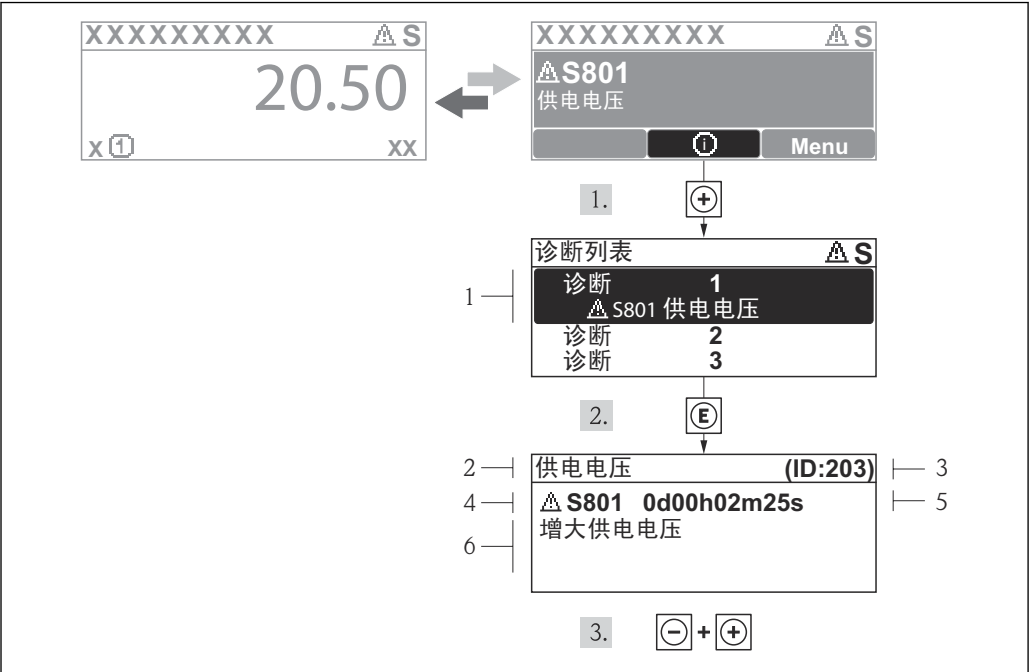 XXXXXXXXX ⚠ S
20.50
x ① xx
XXXXXXXXX ⚠ S
⚠ S801
供电电压
ⓘ Menu
1. +
诊断列表 ⚠ S
1 诊断 1
⚠ S801 供电电压
诊断 2
诊断 3
2. E
2 供电电压 (ID:203) 3
4 ⚠ S801 0d00h02m25s 5
6 增大供电电压
3. - + +